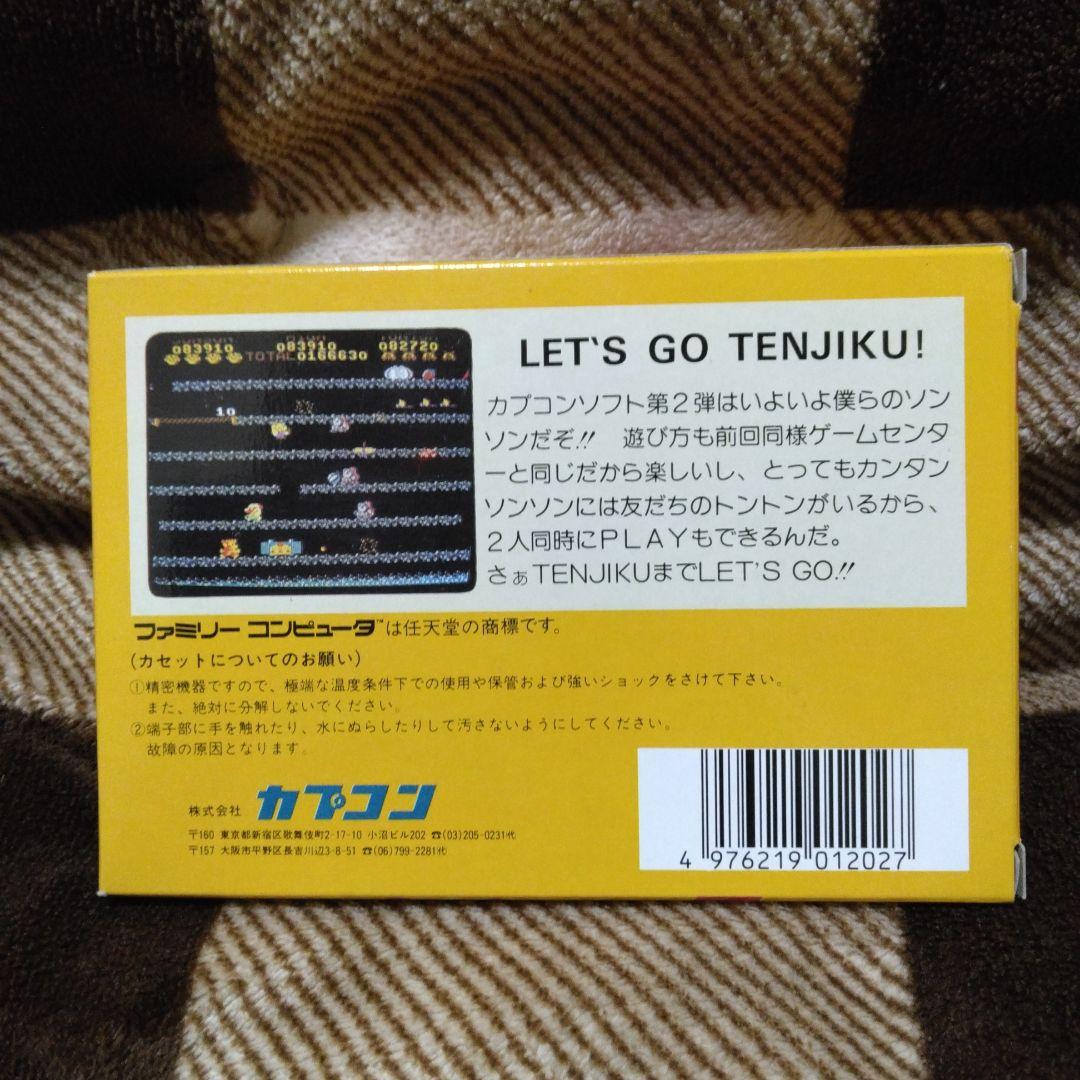 083910 083910 082720
TOTAL 0166630
10
LET'S GO TENJIKU!
カプコンソフト第2弾はいよいよ僕らのソン
ソンだぞ!! 遊び方も前回同様ゲームセンタ
ーと同じだから楽しいし、とってもカンタン
ソンソンには友だちのトントンがいるから、
2人同時にPLAYもできるんだ。
さぁTENJIKUまでLET'S GO!!
ファミリー コンピュータ™は任天堂の商標です。
(カセットについてのお願い)
①精密機器ですので、極端な温度条件下での使用や保管および強いショックをさけて下さい。
また、絶対に分解しないでください。
②端子部に手を触れたり、水にぬらしたりして汚さないようにしてください。
故障の原因となります。
株式会社 カプコン
〒160 東京都新宿区歌舞伎町2-17-10 小沼ビル202 ☎(03)205-0231代
〒157 大阪市平野区長吉川辺3-8-51 ☎(06)799-2281代
4 976219 012027